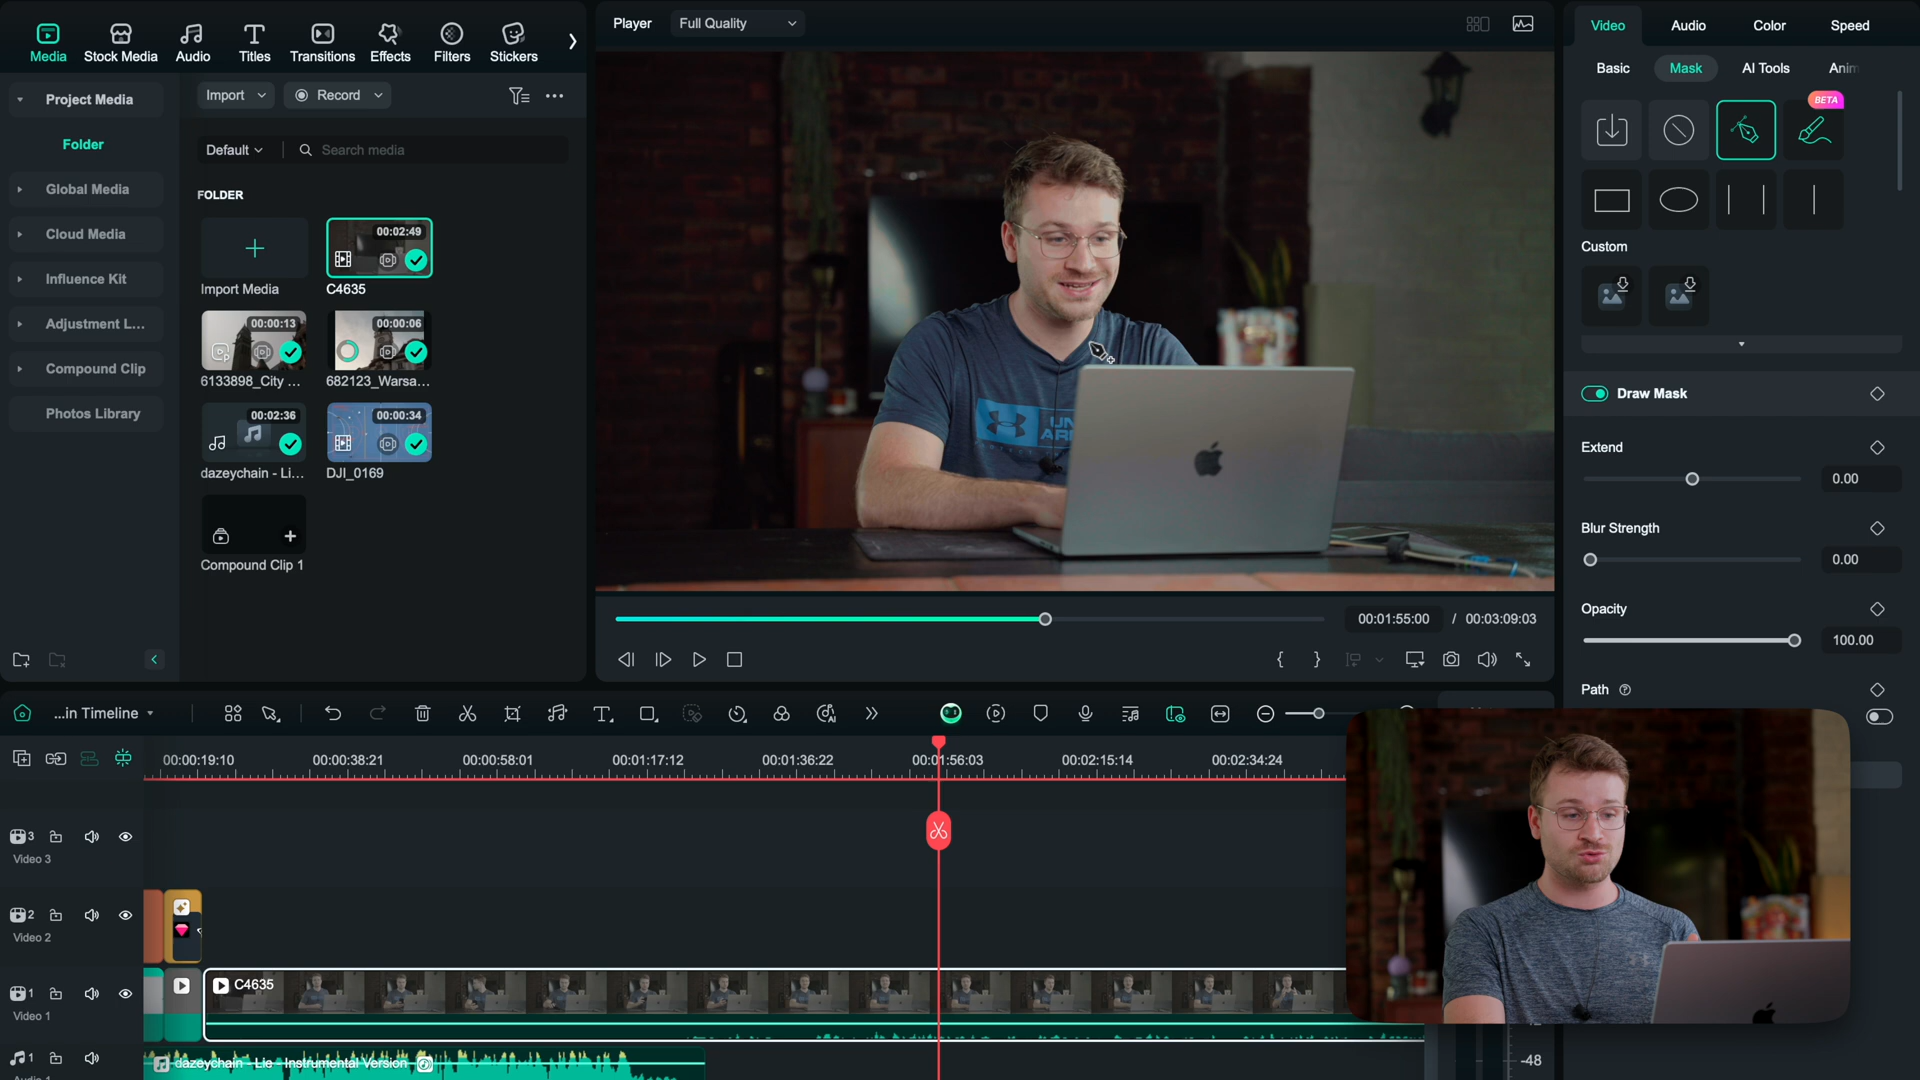 Media
Stock Media
Audio
Titles
Transitions
Effects
Filters
Stickers
Project Media
Folder
Global Media
Cloud Media
Influence Kit
Adjustment L...
Compound Clip
Photos Library
Import
Record
Default
Search media
FOLDER
Import Media
00:02:49
C4635
00:00:13
6133898_City ...
00:00:06
682123_Warsa...
00:02:36
dazeychain - Li...
00:00:34
DJI_0169
Compound Clip 1
Player
Full Quality
00:01:55:00 / 00:03:09:03
Video
Audio
Color
Speed
Basic
Mask
AI Tools
Anim
BETA
Custom
Draw Mask
Extend
0.00
Blur Strength
0.00
Opacity
100.00
Path
...in Timeline
00:00:19:10
00:00:38:21
00:00:58:01
00:01:17:12
00:01:36:22
00:01:56:03
00:02:15:14
00:02:34:24
3
Video 3
2
Video 2
1
Video 1
1
C4635
dazeychain - Lie - Instrumental Version
-48